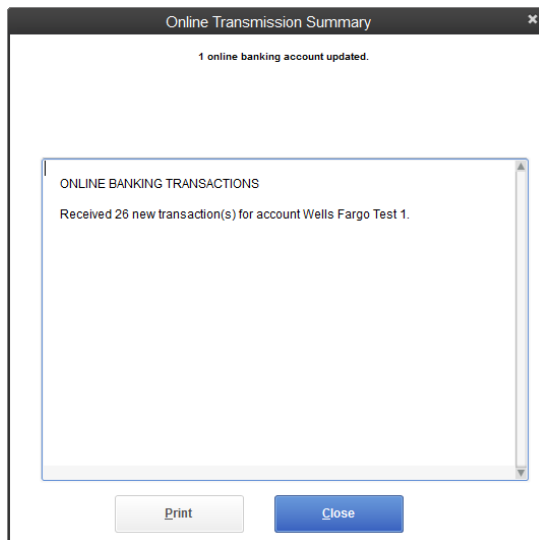 Online Transmission Summary
1 online banking account updated.
ONLINE BANKING TRANSACTIONS
Received 26 new transaction(s) for account Wells Fargo Test 1.
Print
Close